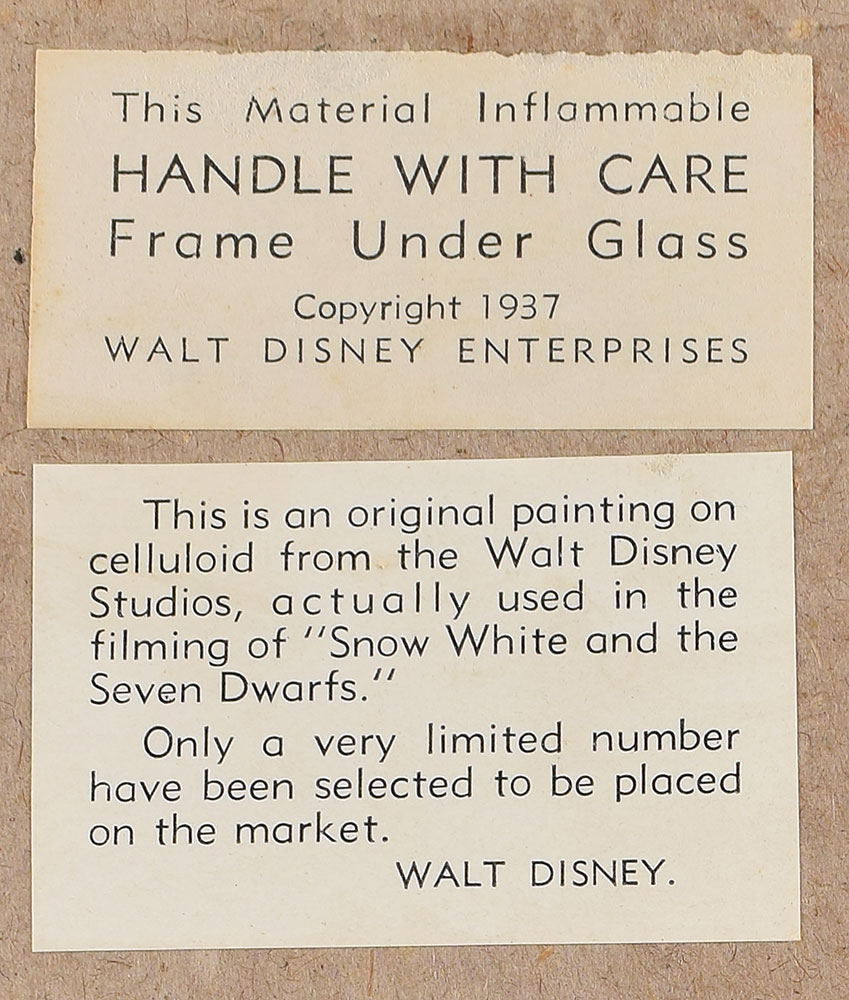 This Material Inflammable
HANDLE WITH CARE
Frame Under Glass
Copyright 1937
WALT DISNEY ENTERPRISES
This is an original painting on
celluloid from the Walt Disney
Studios, actually used in the
filming of "Snow White and the
Seven Dwarfs."
Only a very limited number
have been selected to be placed
on the market.
WALT DISNEY.